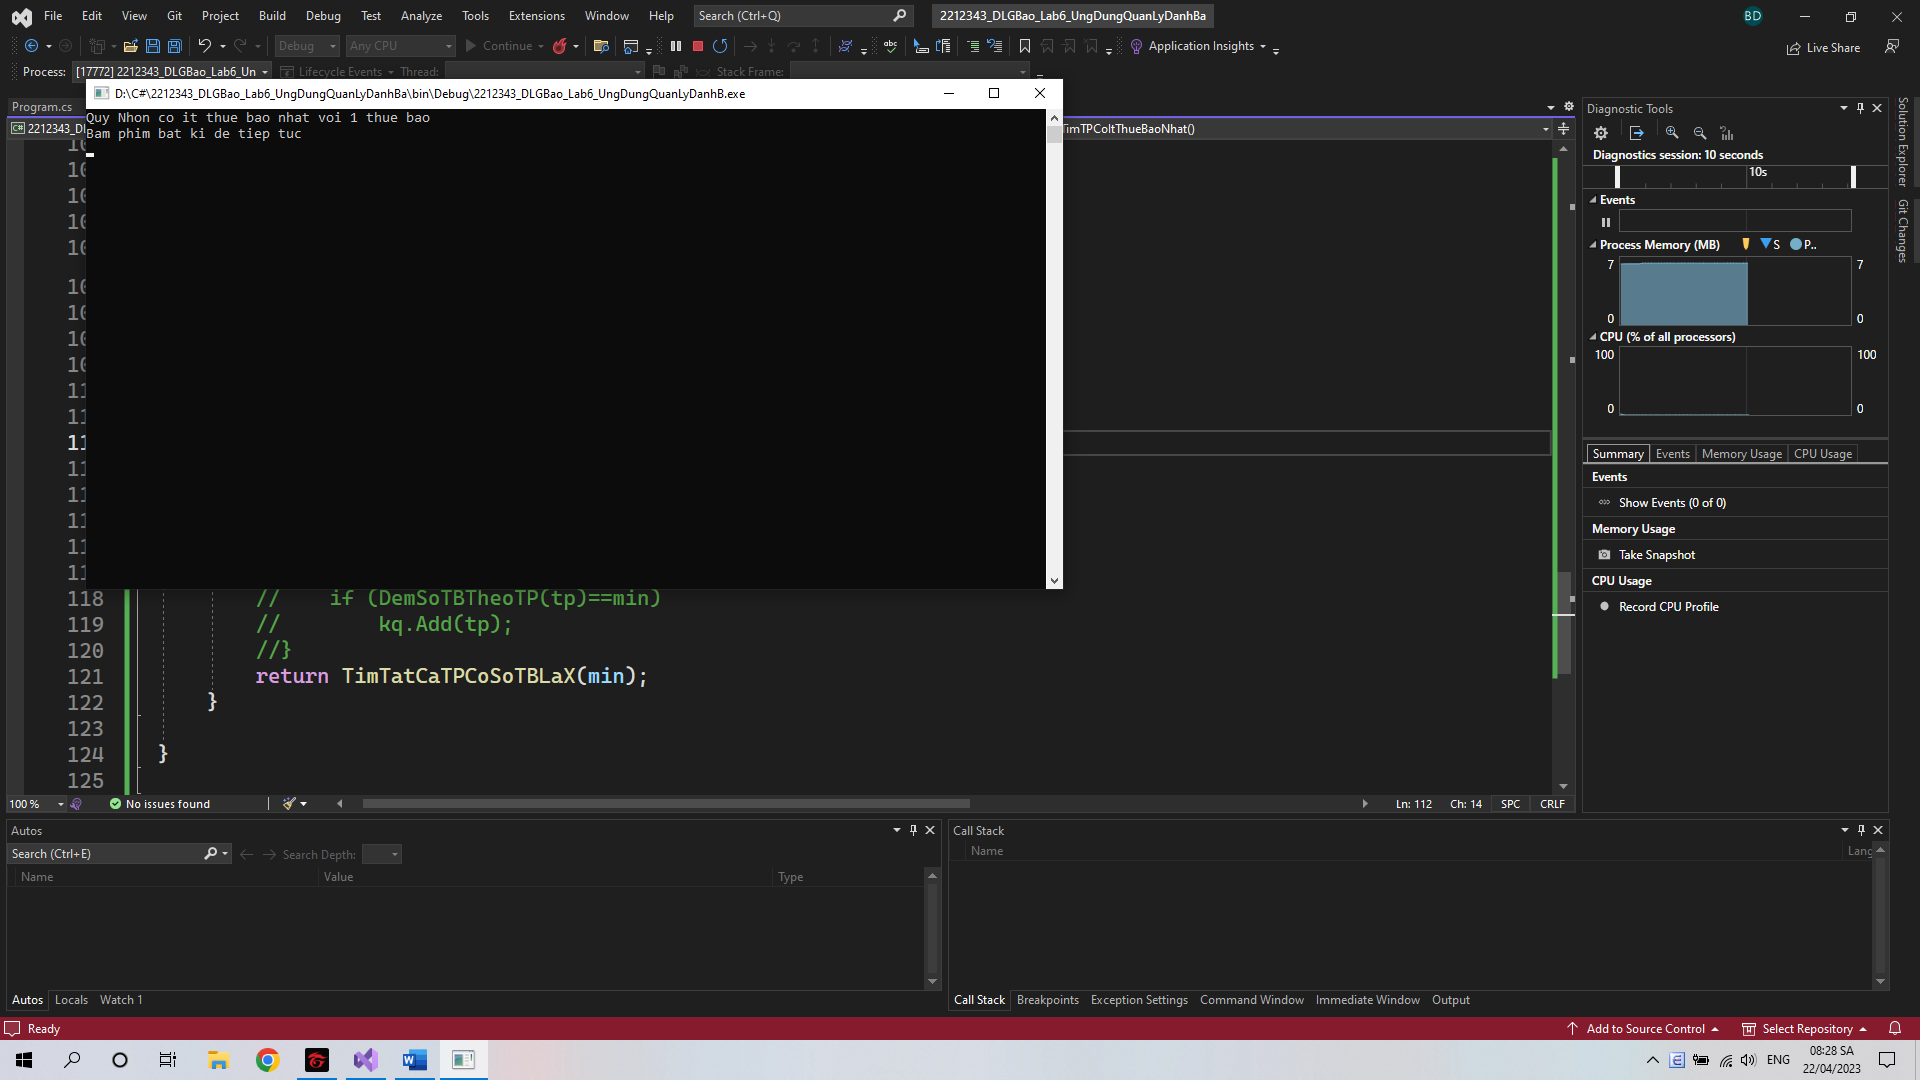 File Edit View Git Project Build Debug Test Analyze Tools Extensions Window Help Search (Ctrl+Q) 2212343_DLGBao_Lab6_UngDungQuanLyDanhBa BD
Debug Any CPU Continue Application Insights Live Share
Process: [17772] 2212343_DLGBao_Lab6_Un Lifecycle Events Thread: Stack Frame:
D:\C#\2212343_DLGBao_Lab6_UngDungQuanLyDanhBa\bin\Debug\2212343_DLGBao_Lab6_UngDungQuanLyDanhB.exe
Quy Nhon co it thue bao nhat voi 1 thue bao
Bam phim bat ki de tiep tuc
Program.cs
C# 2212343_DL
TimTPCoItThueBaoNhat()
118 // if (DemSoTBTheoTP(tp)==min)
119 // kq.Add(tp);
120 //}
121 return TimTatCaTPCoSoTBLaX(min);
122 }
123
124 }
125
100 % No issues found Ln: 112 Ch: 14 SPC CRLF
Diagnostic Tools
Diagnostics session: 10 seconds
10s
Events
Process Memory (MB) S P..
7 7
0 0
CPU (% of all processors)
100 100
0 0
Summary Events Memory Usage CPU Usage
Events
Show Events (0 of 0)
Memory Usage
Take Snapshot
CPU Usage
Record CPU Profile
Solution Explorer
Git Changes
Autos
Search (Ctrl+E) Search Depth:
Name Value Type
Autos Locals Watch 1
Call Stack
Name Lang
Call Stack Breakpoints Exception Settings Command Window Immediate Window Output
Ready Add to Source Control Select Repository
ENG 08:28 SA
22/04/2023